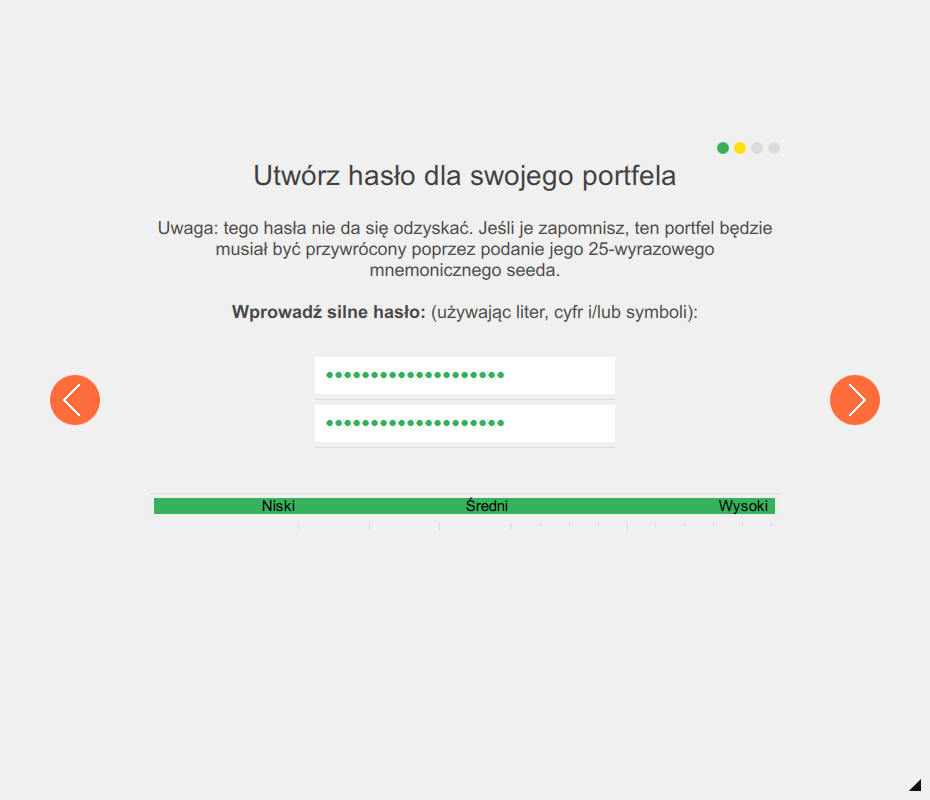 Utwórz hasło dla swojego portfela
Uwaga: tego hasła nie da się odzyskać. Jeśli je zapomnisz, ten portfel będzie
musiał być przywrócony poprzez podanie jego 25-wyrazowego
mnemonicznego seeda.
Wprowadź silne hasło: (używając liter, cyfr i/lub symboli):
Niski Średni Wysoki